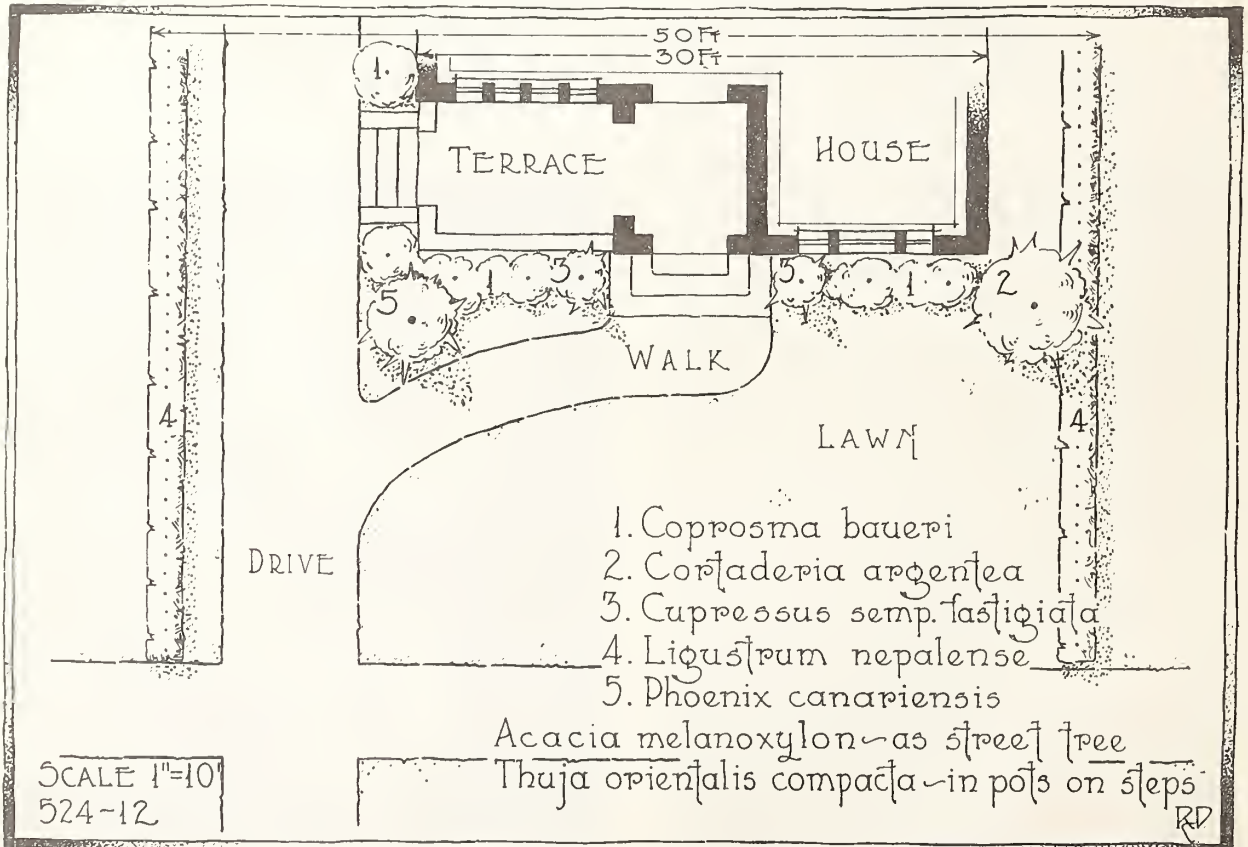 50 Ft
30 Ft
1.
TERRACE
HOUSE
1
3
3
1
2
5
WALK
4
4
LAWN
DRIVE
1. Coprosma baueri
2. Cortaderia argentea
3. Cupressus semp. fastigiata
4. Ligustrum nepalense
5. Phoenix canariensis
Acacia melanoxylon~as street tree
Thuja orientalis compacta~in pots on steps
SCALE 1"=10'
524~12
RD